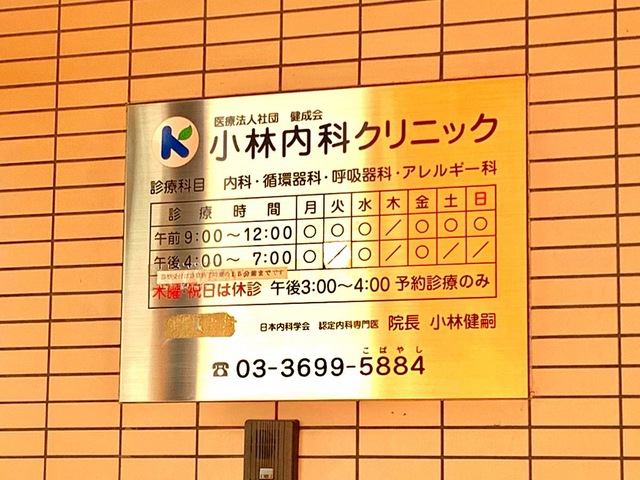 医療法人社団 健成会
小林内科クリニック
診療科目 内科・循環器科・呼吸器科・アレルギー科
診療時間 月 火 水 木 金 土 日
午前9:00～12:00 ○ ○ ○ ／ ○ ○ ○
午後4:00～ 7:00 ○ ／ ○ ／ ○ ／ ／
木曜・祝日は休診 午後3:00～4:00 予約診療のみ
日本内科学会 認定内科専門医 院長 小林健嗣
こばやし
☎03-3699-5884